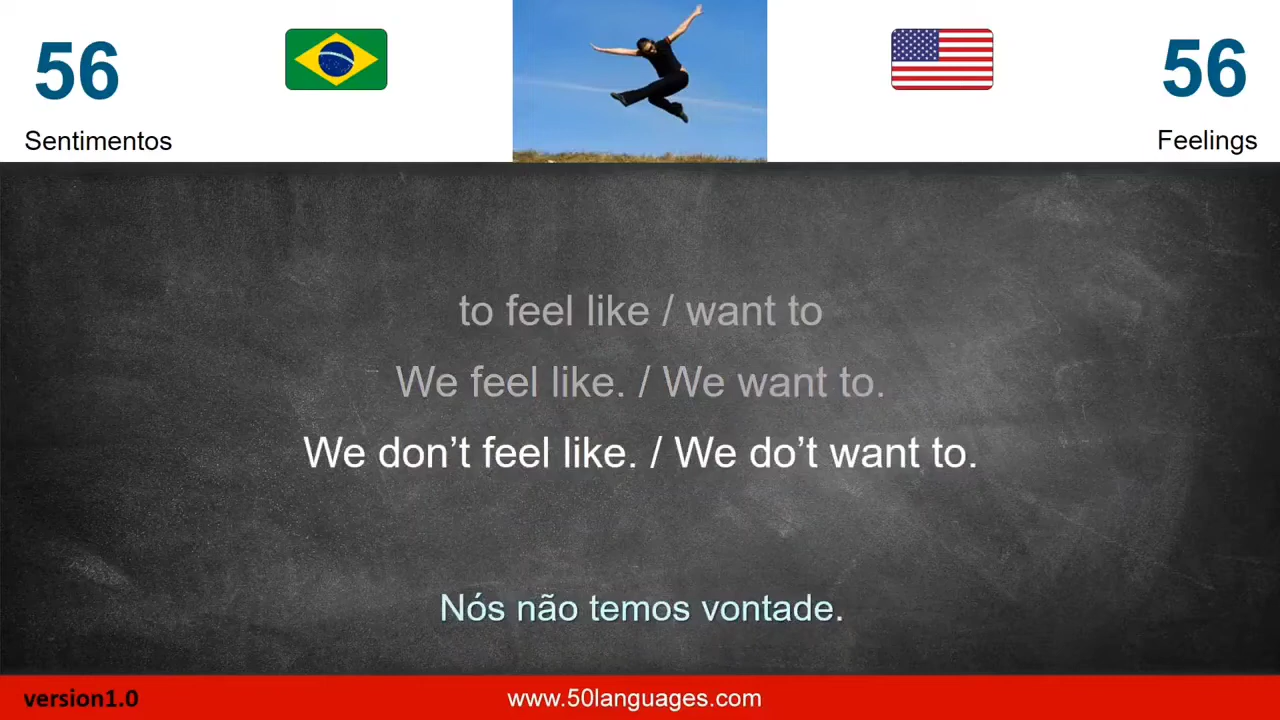 56
56
Sentimentos
Feelings
to feel like / want to
We feel like. / We want to.
We don’t feel like. / We do’t want to.
Nós não temos vontade.
version1.0
www.50languages.com